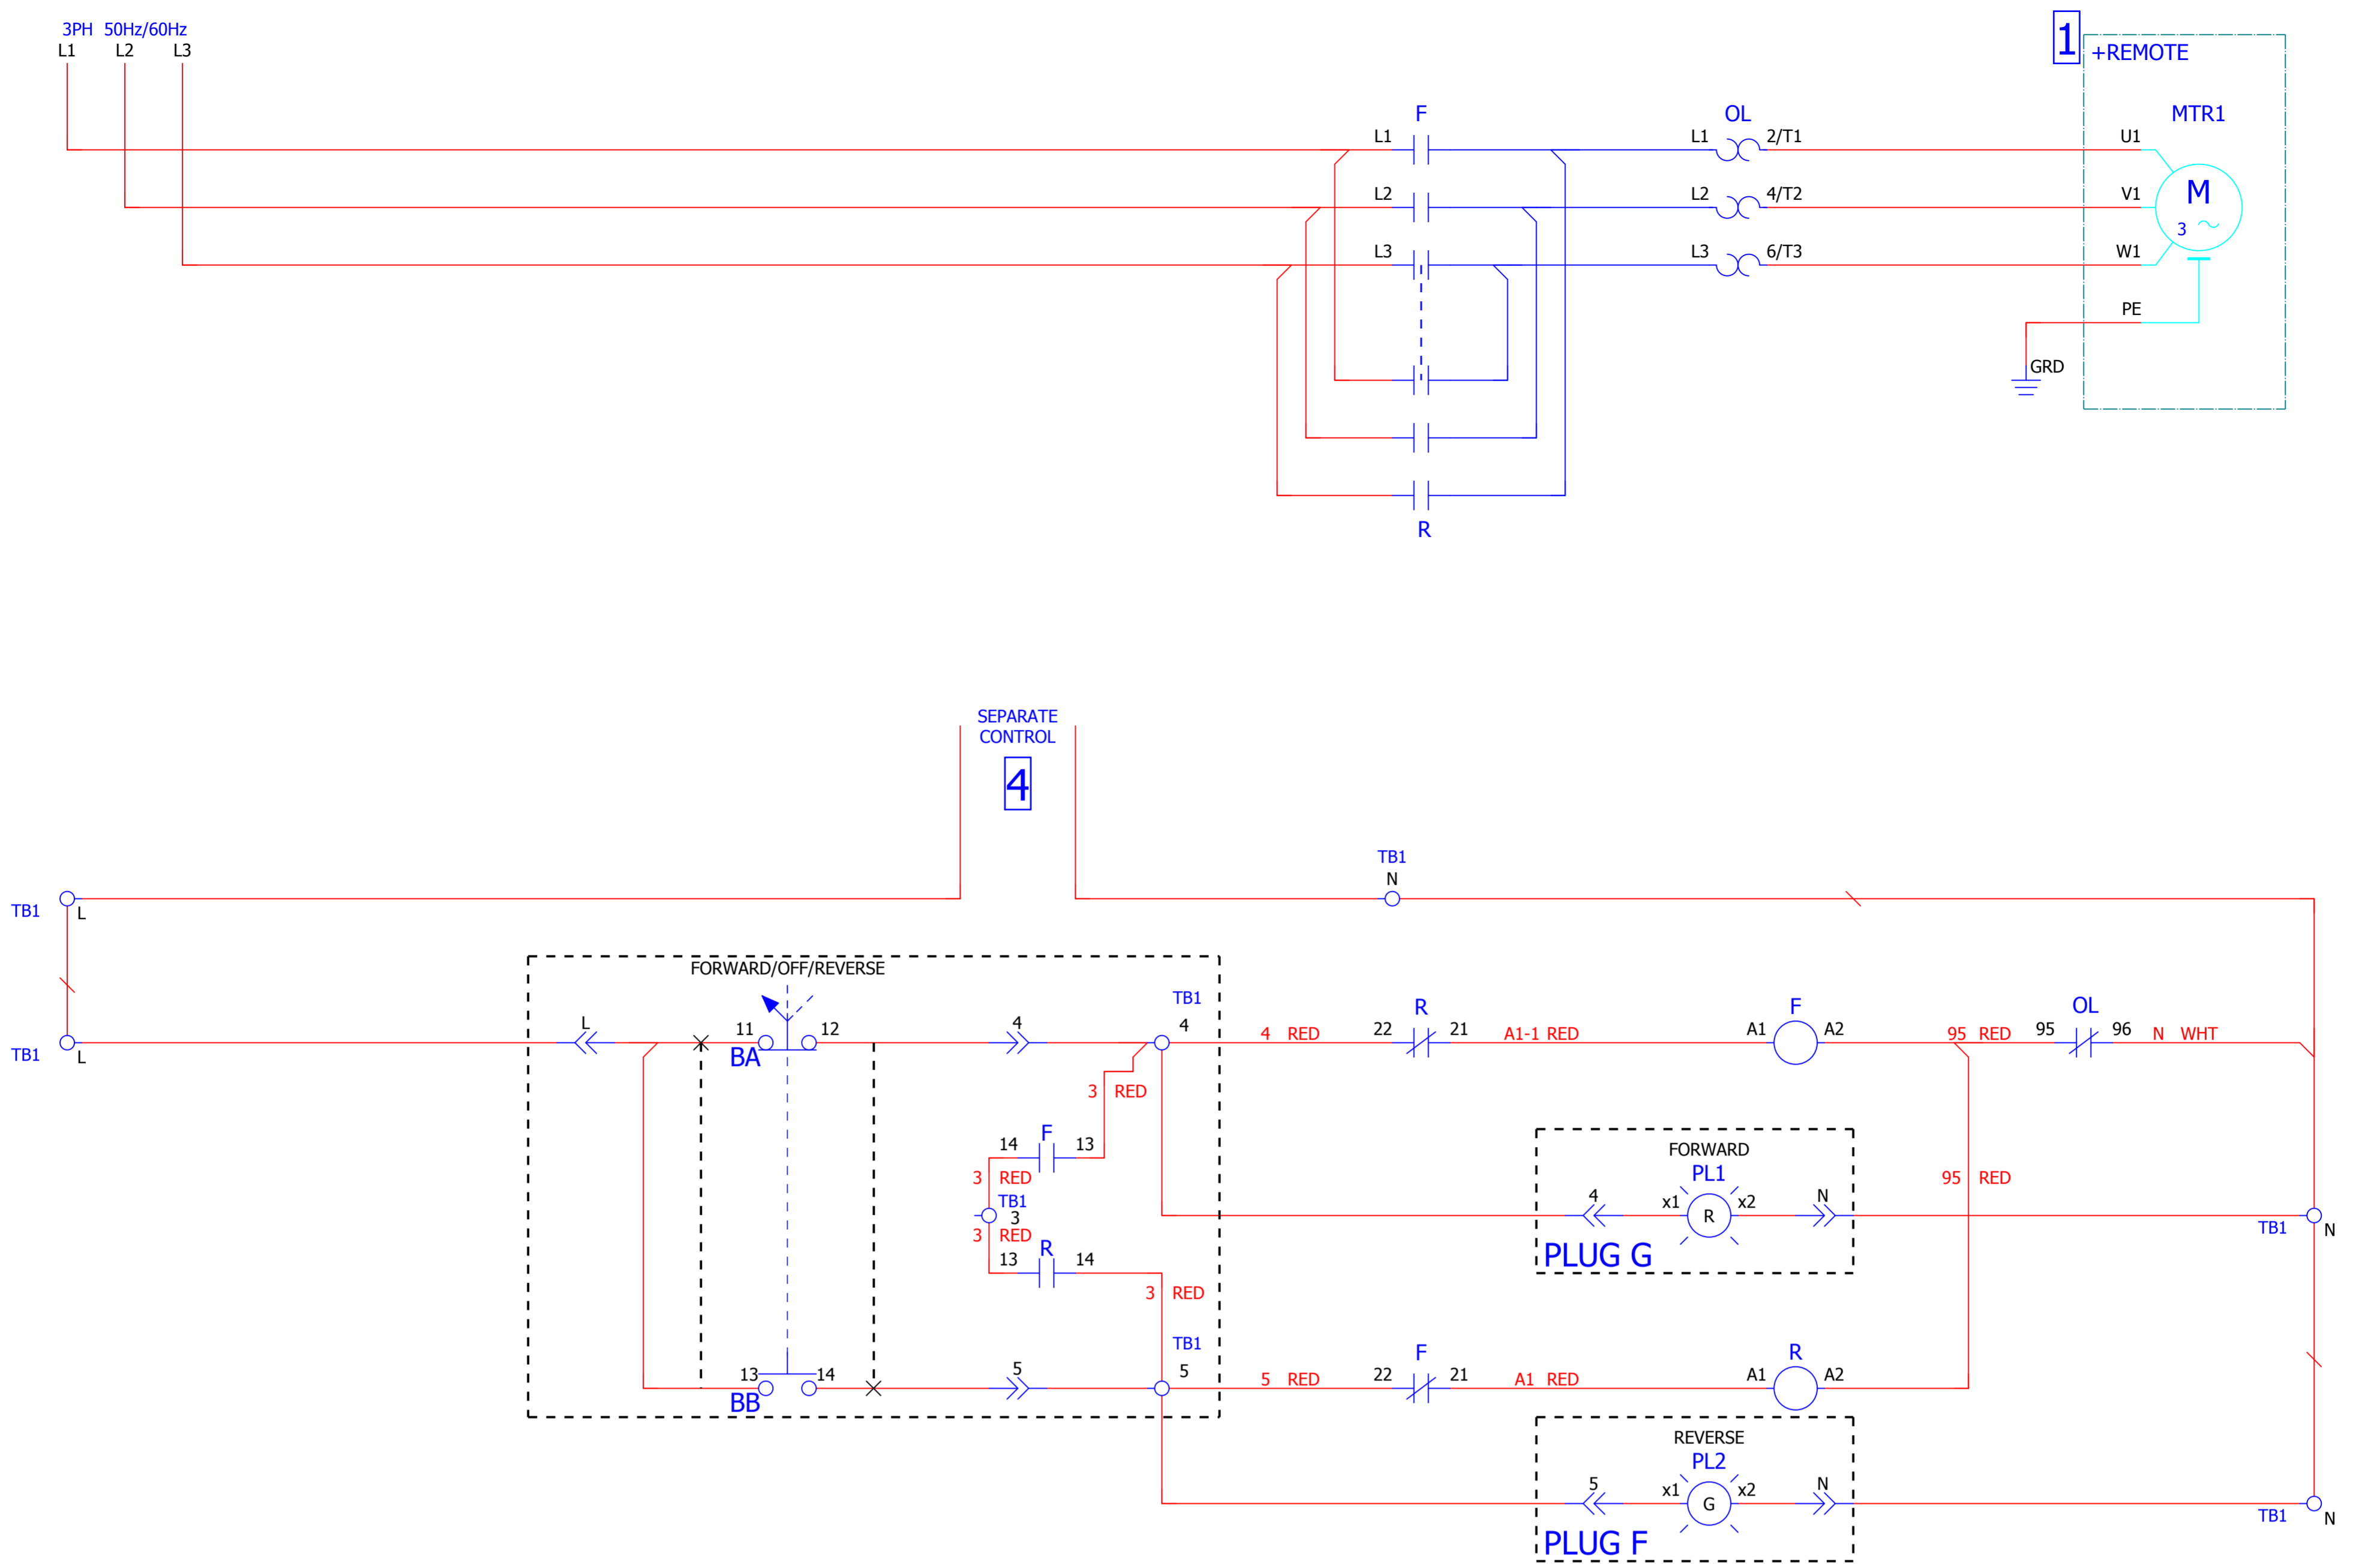 3PH 50Hz/60Hz
L1 L2 L3
1
+REMOTE
MTR1
F
OL
L1
L1 2/T1
U1
L2
L2 4/T2
V1
M
3
L3
L3 6/T3
W1
PE
GRD
R
SEPARATE
CONTROL
4
TB1
N
TB1 L
FORWARD/OFF/REVERSE
TB1
4
TB1 L
L
11 12
BA
4
4 RED
R
22 21
A1-1 RED
F
A1 A2
95 RED
OL
95 96
N WHT
3 RED
F
14 13
3 RED
TB1
3
3 RED
R
13 14
3 RED
FORWARD
PL1
4
x1 R x2
N
PLUG G
95 RED
TB1 N
TB1
5
13 14
BB
5
5 RED
F
22 21
A1 RED
R
A1 A2
REVERSE
PL2
5
x1 G x2
N
PLUG F
TB1 N